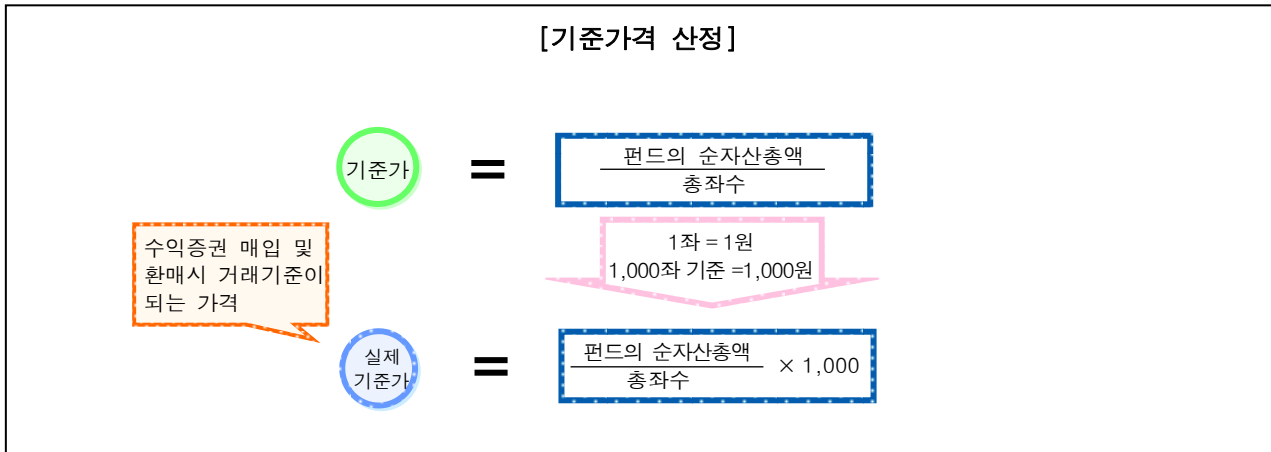 [기준가격 산정]
기준가
=
펀드의 순자산총액
총좌수
1좌 = 1원
1,000좌 기준 =1,000원
수익증권 매입 및
환매시 거래기준이
되는 가격
실제
기준가
=
펀드의 순자산총액
총좌수
× 1,000